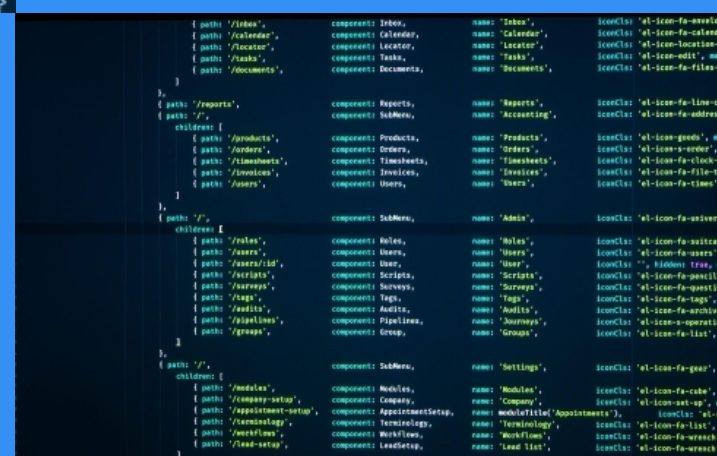 { path: '/inbox', component: Inbox, name: 'Inbox', iconCls: 'el-icon-fa-envelo
{ path: '/calendar', component: Calendar, name: 'Calendar', iconCls: 'el-icon-fa-calend
{ path: '/locator', component: Locator, name: 'Locator', iconCls: 'el-icon-location-
{ path: '/tasks', component: Tasks, name: 'Tasks', iconCls: 'el-icon-edit',
{ path: '/documents', component: Documents, name: 'Documents', iconCls: 'el-icon-fa-files-
]
},
{ path: '/reports', component: Reports, name: 'Reports', iconCls: 'el-icon-fa-line-c
{ path: '/', component: SubMenu, name: 'Accounting', iconCls: 'el-icon-fa-addres
children: [
{ path: '/products', component: Products, name: 'Products', iconCls: 'el-icon-goods',
{ path: '/orders', component: Orders, name: 'Orders', iconCls: 'el-icon-s-order',
{ path: '/timesheets', component: Timesheets, name: 'Timesheets', iconCls: 'el-icon-fa-clock-
{ path: '/invoices', component: Invoices, name: 'Invoices', iconCls: 'el-icon-fa-file-t
{ path: '/users', component: Users, name: 'Users', iconCls: 'el-icon-fa-times'
]
},
{ path: '/', component: SubMenu, name: 'Admin', iconCls: 'el-icon-fa-univer
children: [
{ path: '/roles', component: Roles, name: 'Roles', iconCls: 'el-icon-fa-suitca
{ path: '/users', component: Users, name: 'Users', iconCls: 'el-icon-fa-users'
{ path: '/users/:id', component: User, name: 'User', iconCls: '', hidden: true,
{ path: '/scripts', component: Scripts, name: 'Scripts', iconCls: 'el-icon-fa-pencil
{ path: '/surveys', component: Surveys, name: 'Surveys', iconCls: 'el-icon-fa-questi
{ path: '/tags', component: Tags, name: 'Tags', iconCls: 'el-icon-fa-tags',
{ path: '/audits', component: Audits, name: 'Audits', iconCls: 'el-icon-fa-archiv
{ path: '/pipelines', component: Pipelines, name: 'Journeys', iconCls: 'el-icon-s-operati
{ path: '/groups', component: Group, name: 'Groups', iconCls: 'el-icon-fa-list',
]
},
{ path: '/', component: SubMenu, name: 'Settings', iconCls: 'el-icon-fa-gear',
children: [
{ path: '/modules', component: Modules, name: 'Modules', iconCls: 'el-icon-fa-cube',
{ path: '/company-setup', component: Company, name: 'Company', iconCls: 'el-icon-set-up',
{ path: '/appointment-setup', component: AppointmentSetup, name: moduleTitle('Appointments'), iconCls: 'el-
{ path: '/terminology', component: Terminology, name: 'Terminology', iconCls: 'el-icon-fa-list',
{ path: '/workflows', component: Workflows, name: 'Workflows', iconCls: 'el-icon-fa-wrench
{ path: '/lead-setup', component: LeadSetup, name: 'Lead list', iconCls: 'el-icon-fa-wrench
]